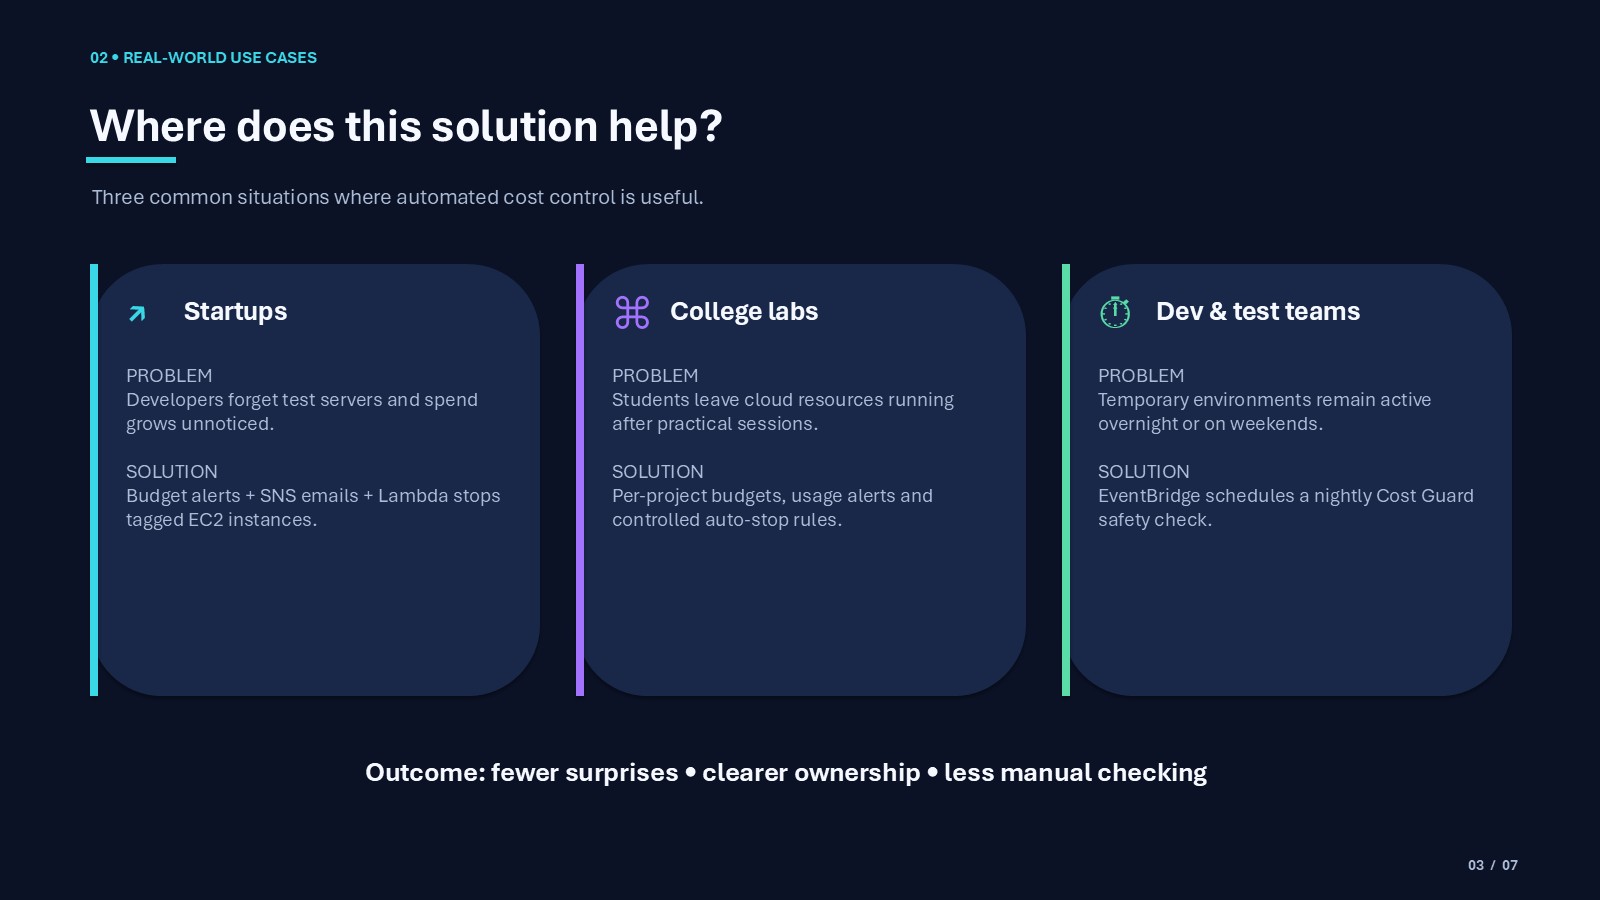 02 • REAL-WORLD USE CASES
Where does this solution help?
Three common situations where automated cost control is useful.
Startups
PROBLEM
Developers forget test servers and spend
grows unnoticed.
SOLUTION
Budget alerts + SNS emails + Lambda stops
tagged EC2 instances.
College labs
PROBLEM
Students leave cloud resources running
after practical sessions.
SOLUTION
Per-project budgets, usage alerts and
controlled auto-stop rules.
Dev & test teams
PROBLEM
Temporary environments remain active
overnight or on weekends.
SOLUTION
EventBridge schedules a nightly Cost Guard
safety check.
Outcome: fewer surprises • clearer ownership • less manual checking
03 / 07